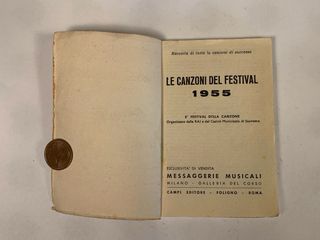 Raccolta di tutte le canzoni di successo
LE CANZONI DEL FESTIVAL
1955
5° FESTIVAL DELLA CANZONE
Organizzato dalla RAI e dal Casinò Municipale di Sanremo
ESCLUSIVITA' DI VENDITA
MESSAGGERIE MUSICALI
MILANO - GALLERIA DEL CORSO
CAMPI EDITORE - FOLIGNO - ROMA